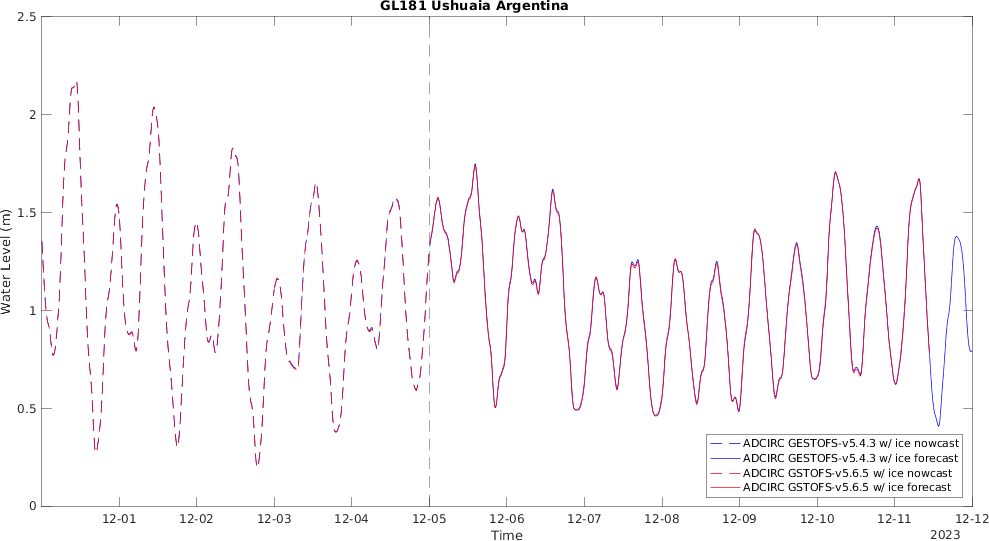 GL181 Ushuaia Argentina
2.5
2
1.5
1
0.5
0
Water Level (m)
ADCIRC GESTOFS-v5.4.3 w/ ice nowcast
ADCIRC GESTOFS-v5.4.3 w/ ice forecast
ADCIRC GSTOFS-v5.6.5 w/ ice nowcast
ADCIRC GSTOFS-v5.6.5 w/ ice forecast
12-01 12-02 12-03 12-04 12-05 12-06 12-07 12-08 12-09 12-10 12-11 12-12
Time
2023